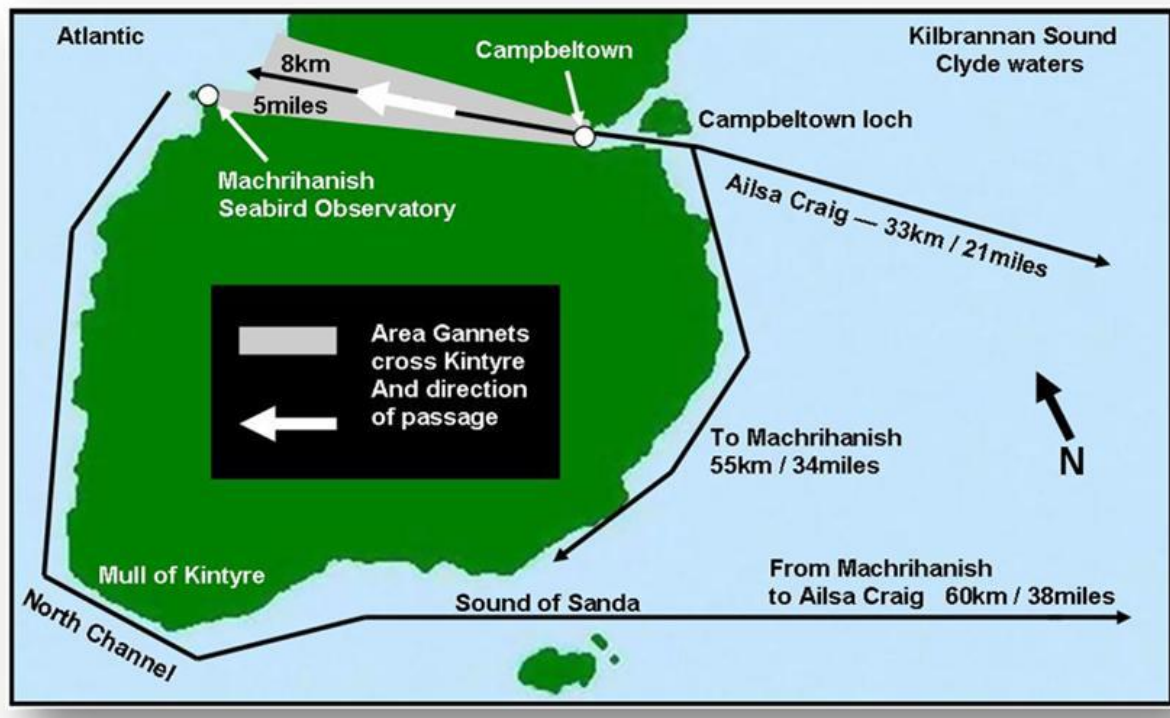 Atlantic
Campbeltown
Kilbrannan Sound
Clyde waters
8km
5miles
Campbeltown loch
Machrihanish
Seabird Observatory
Ailsa Craig — 33km / 21miles
Area Gannets
cross Kintyre
And direction
of passage
To Machrihanish
55km / 34miles
N
Mull of Kintyre
North Channel
Sound of Sanda
From Machrihanish
to Ailsa Craig 60km / 38miles